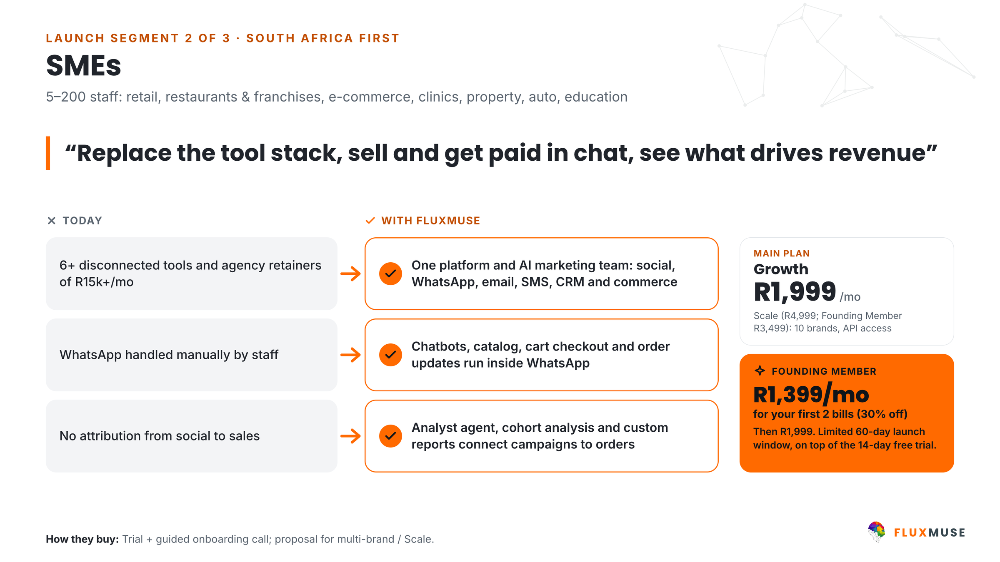 LAUNCH SEGMENT 2 OF 3 · SOUTH AFRICA FIRST
SMEs
5–200 staff: retail, restaurants & franchises, e-commerce, clinics, property, auto, education
“Replace the tool stack, sell and get paid in chat, see what drives revenue”
TODAY
6+ disconnected tools and agency retainers
of R15k+/mo
WhatsApp handled manually by staff
No attribution from social to sales
WITH FLUXMUSE
One platform and AI marketing team: social,
WhatsApp, email, SMS, CRM and commerce
Chatbots, catalog, cart checkout and order
updates run inside WhatsApp
Analyst agent, cohort analysis and custom
reports connect campaigns to orders
MAIN PLAN
Growth
R1,999 /mo
Scale (R4,999; Founding Member
R3,499): 10 brands, API access
FOUNDING MEMBER
R1,399/mo
for your first 2 bills (30% off)
Then R1,999. Limited 60-day launch
window, on top of the 14-day free trial.
How they buy: Trial + guided onboarding call; proposal for multi-brand / Scale.
FLUXMUSE